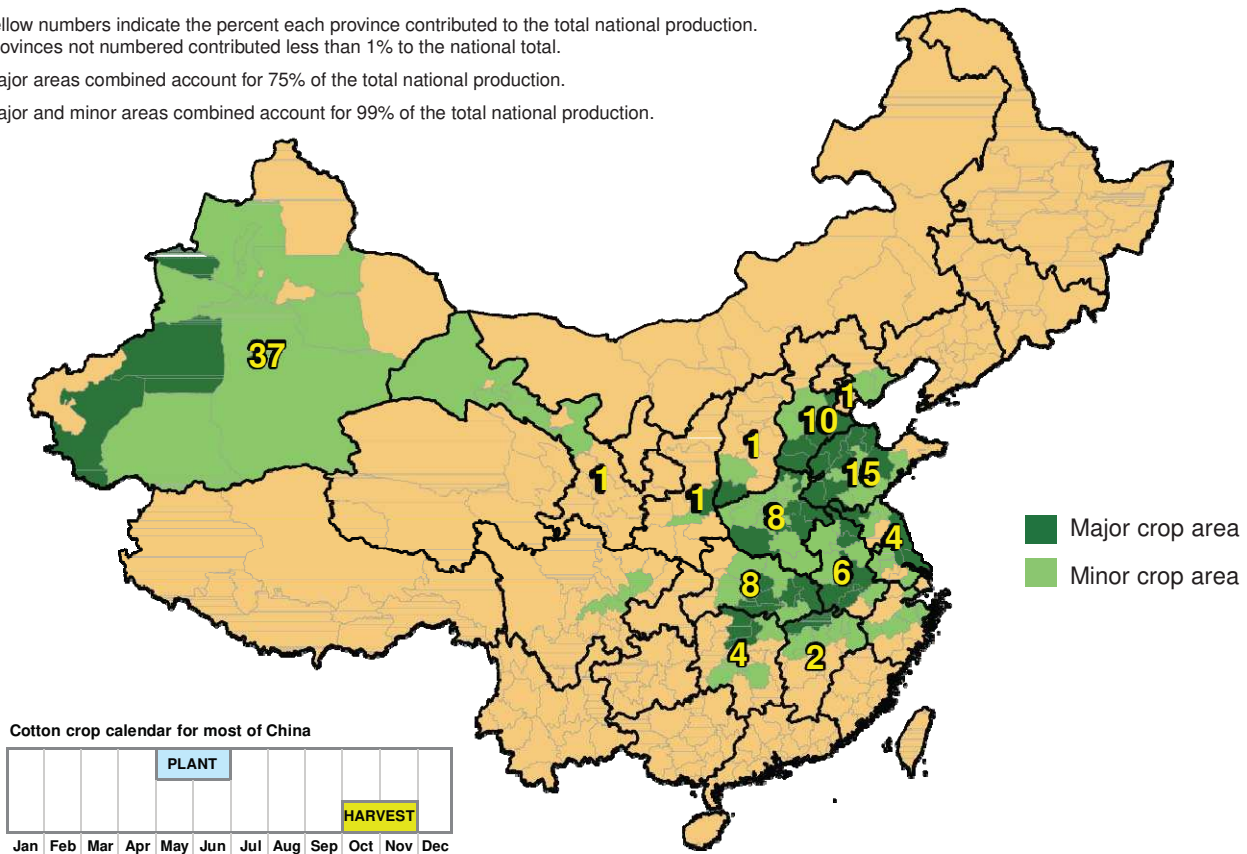 ellow numbers indicate the percent each province contributed to the total national production.
ovinces not numbered contributed less than 1% to the national total.
ajor areas combined account for 75% of the total national production.
ajor and minor areas combined account for 99% of the total national production.
37
1
10
1
15
1
1
8
4
6
8
4
2
Major crop area
Minor crop area
Cotton crop calendar for most of China
PLANT
HARVEST
Jan Feb Mar Apr May Jun Jul Aug Sep Oct Nov Dec